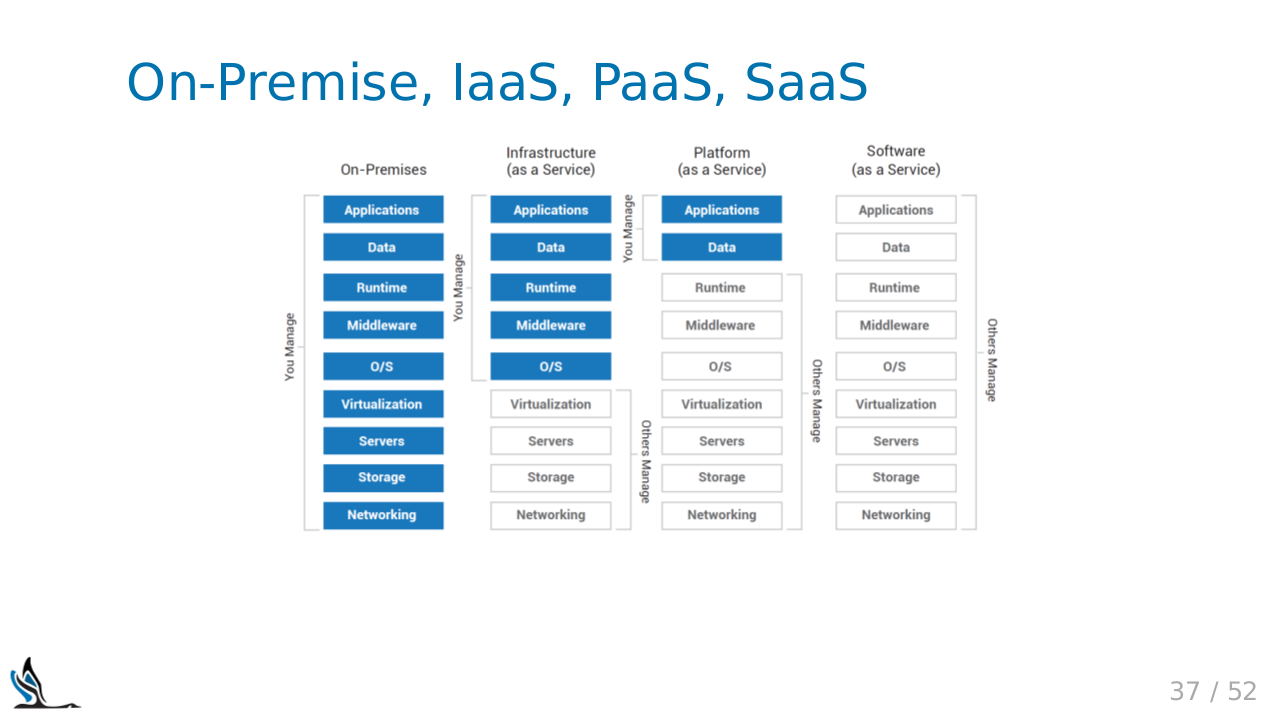 On-Premise, IaaS, PaaS, SaaS
On-Premises
You Manage
Applications
Data
Runtime
Middleware
O/S
Virtualization
Servers
Storage
Networking
Infrastructure
(as a Service)
You Manage
Applications
Data
Runtime
Middleware
O/S
Virtualization
Servers
Storage
Networking
Others Manage
Platform
(as a Service)
You Manage
Applications
Data
Runtime
Middleware
O/S
Virtualization
Servers
Storage
Networking
Others Manage
Software
(as a Service)
Applications
Data
Runtime
Middleware
O/S
Virtualization
Servers
Storage
Networking
Others Manage
37 / 52